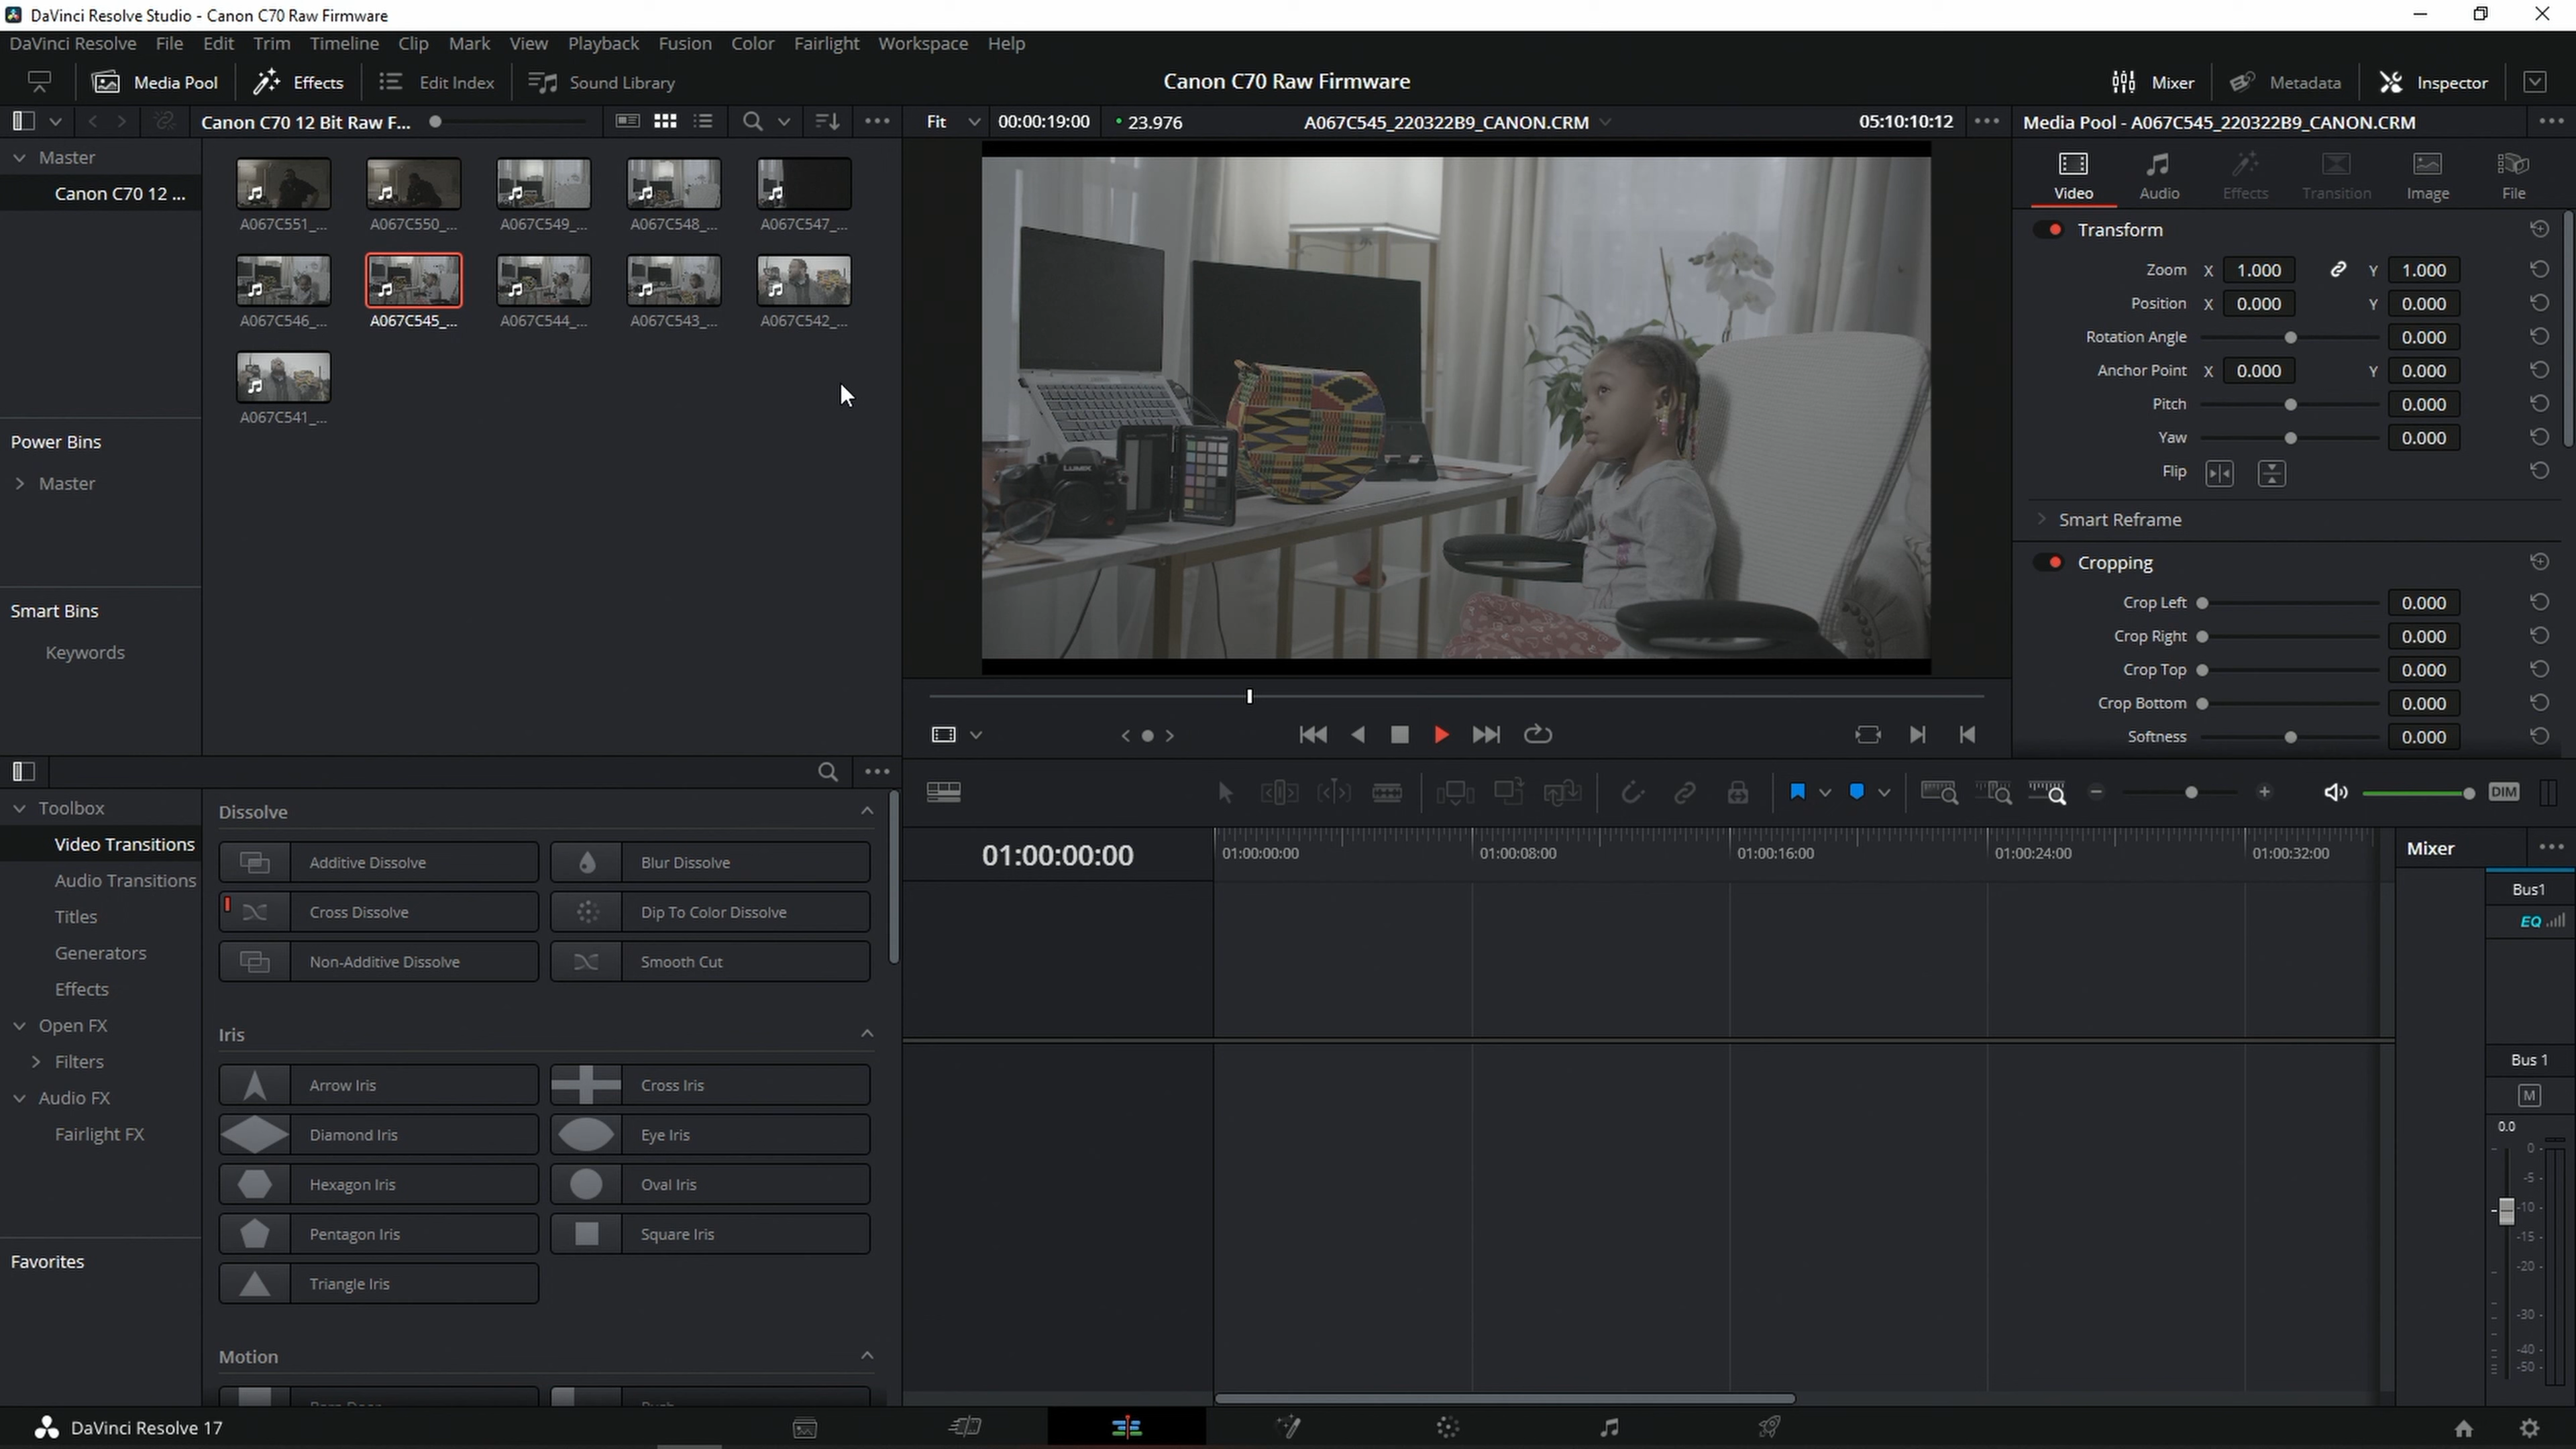 DaVinci Resolve Studio - Canon C70 Raw Firmware
DaVinci Resolve File Edit Trim Timeline Clip Mark View Playback Fusion Color Fairlight Workspace Help
Media Pool Effects Edit Index Sound Library Canon C70 Raw Firmware Mixer Metadata Inspector
Canon C70 12 Bit Raw F... Fit 00:00:19:00 23.976 A067C545_220322B9_CANON.CRM 05:10:10:12 Media Pool - A067C545_220322B9_CANON.CRM
Master
Canon C70 12 ...
Power Bins
Master
Smart Bins
Keywords
A067C551_... A067C550_... A067C549_... A067C548_... A067C547_...
A067C546_... A067C545_... A067C544_... A067C543_... A067C542_...
A067C541_...
LUMIX
Video Audio Effects Transition Image File
Transform
Zoom X 1.000 Y 1.000
Position X 0.000 Y 0.000
Rotation Angle 0.000
Anchor Point X 0.000 Y 0.000
Pitch 0.000
Yaw 0.000
Flip
Smart Reframe
Cropping
Crop Left 0.000
Crop Right 0.000
Crop Top 0.000
Crop Bottom 0.000
Softness 0.000
Toolbox
Video Transitions
Audio Transitions
Titles
Generators
Effects
Open FX
Filters
Audio FX
Fairlight FX
Favorites
Dissolve
Additive Dissolve Blur Dissolve
Cross Dissolve Dip To Color Dissolve
Non-Additive Dissolve Smooth Cut
Iris
Arrow Iris Cross Iris
Diamond Iris Eye Iris
Hexagon Iris Oval Iris
Pentagon Iris Square Iris
Triangle Iris
Motion
DIM
01:00:00:00
01:00:00:00 01:00:08:00 01:00:16:00 01:00:24:00 01:00:32:00
Mixer
Bus1
EQ
Bus 1
M
0.0
0
-5
-10
-15
-20
-30
-40
-50
DaVinci Resolve 17